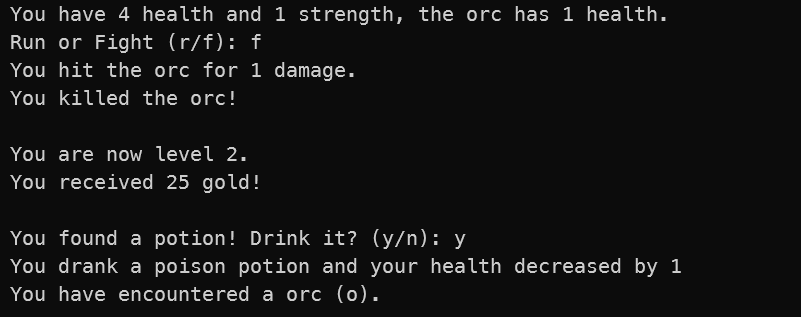 You have 4 health and 1 strength, the orc has 1 health.
Run or Fight (r/f): f
You hit the orc for 1 damage.
You killed the orc!
You are now level 2.
You received 25 gold!
You found a potion! Drink it? (y/n): y
You drank a poison potion and your health decreased by 1
You have encountered a orc (o).